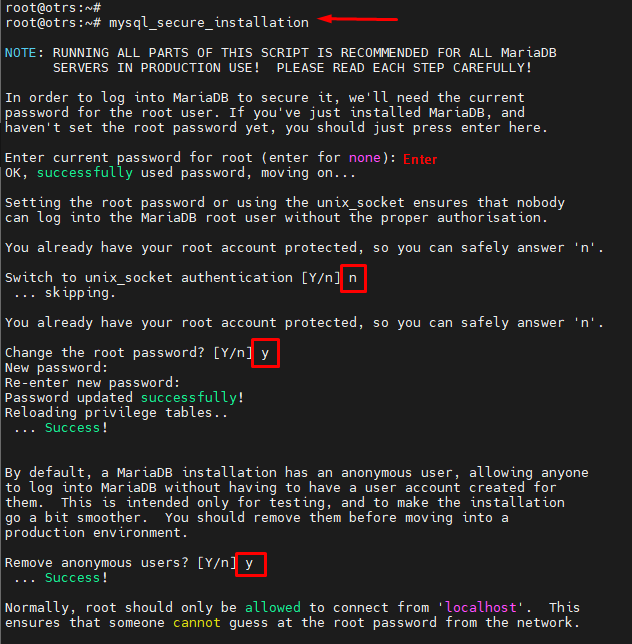 root@otrs:~#
root@otrs:~# mysql_secure_installation
NOTE: RUNNING ALL PARTS OF THIS SCRIPT IS RECOMMENDED FOR ALL MariaDB
SERVERS IN PRODUCTION USE!  PLEASE READ EACH STEP CAREFULLY!
In order to log into MariaDB to secure it, we'll need the current
password for the root user. If you've just installed MariaDB, and
haven't set the root password yet, you should just press enter here.
Enter current password for root (enter for none): Enter
OK, successfully used password, moving on...
Setting the root password or using the unix_socket ensures that nobody
can log into the MariaDB root user without the proper authorisation.
You already have your root account protected, so you can safely answer 'n'.
Switch to unix_socket authentication [Y/n] n
... skipping.
You already have your root account protected, so you can safely answer 'n'.
Change the root password? [Y/n] y
New password:
Re-enter new password:
Password updated successfully!
Reloading privilege tables..
... Success!
By default, a MariaDB installation has an anonymous user, allowing anyone
to log into MariaDB without having to have a user account created for
them.  This is intended only for testing, and to make the installation
go a bit smoother.  You should remove them before moving into a
production environment.
Remove anonymous users? [Y/n] y
... Success!
Normally, root should only be allowed to connect from 'localhost'.  This
ensures that someone cannot guess at the root password from the network.